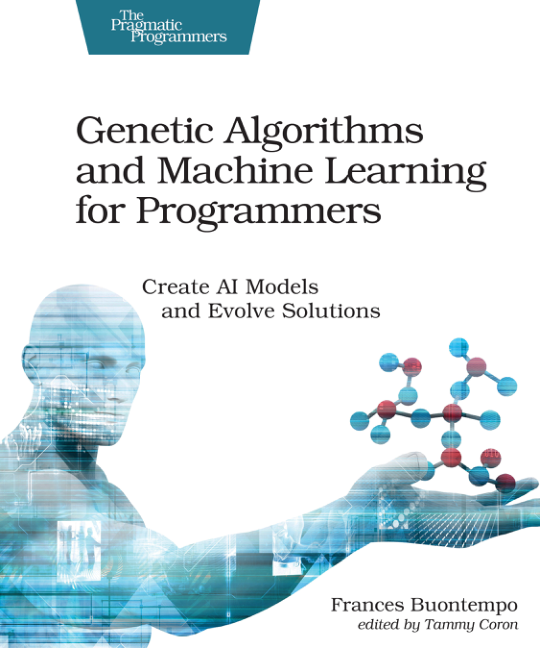 The
Pragmatic
Programmers
Genetic Algorithms
and Machine Learning
for Programmers
Create AI Models
and Evolve Solutions
Frances Buontempo
edited by Tammy Coron